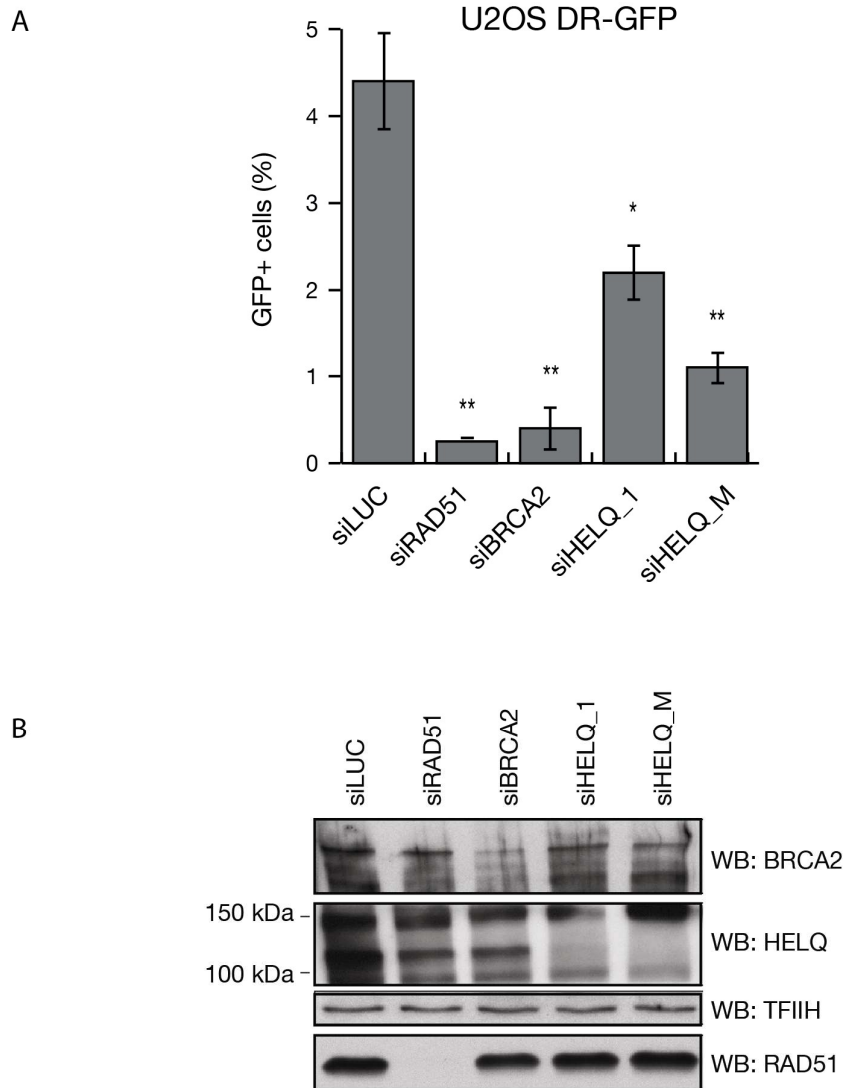 A
U2OS DR-GFP
GFP+ cells (%)
5
4
3
2
1
0
**
**
*
**
siLUC
siRAD51
siBRCA2
siHELQ_1
siHELQ_M
B
siLUC
siRAD51
siBRCA2
siHELQ_1
siHELQ_M
WB: BRCA2
150 kDa
100 kDa
WB: HELQ
WB: TFIIH
WB: RAD51